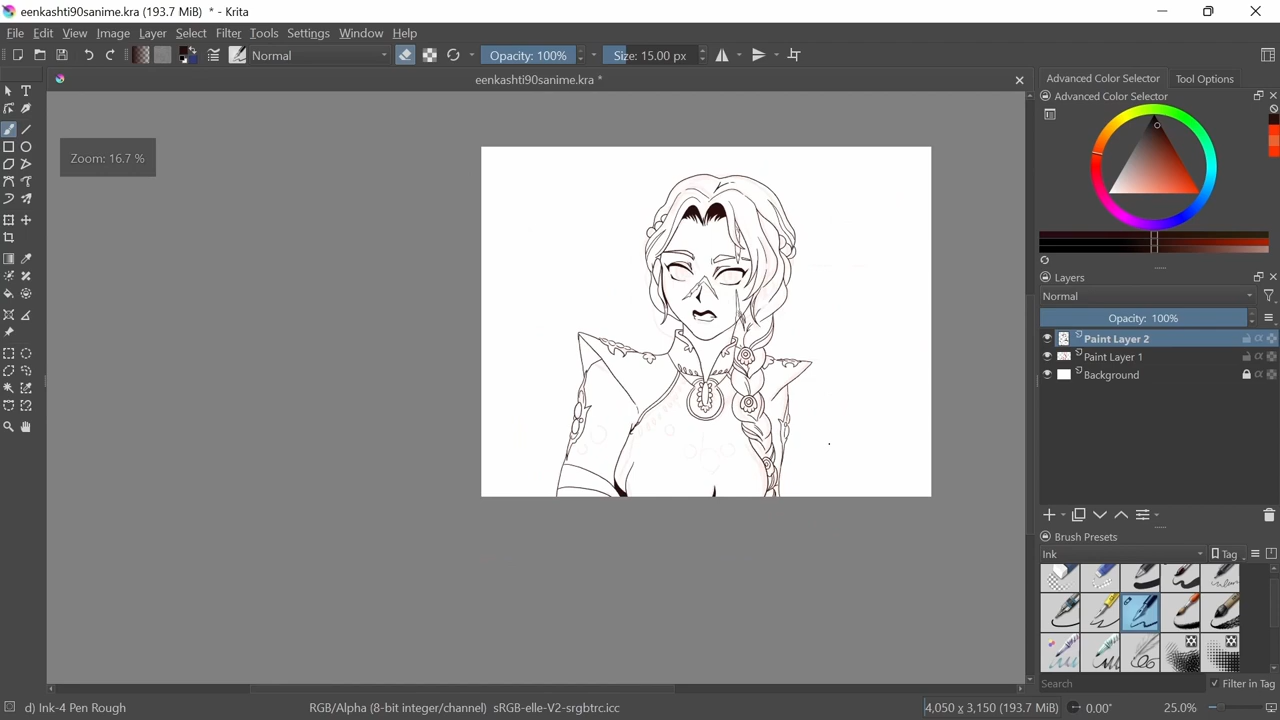 eenkashti90sanime.kra (193.7 MiB) * - Krita
File Edit View Image Layer Select Filter Tools Settings Window Help
Normal Opacity: 100% Size: 15.00 px
eenkashti90sanime.kra *
Advanced Color Selector Tool Options
Advanced Color Selector
Zoom: 16.7 %
Layers
Normal
Opacity: 100%
Paint Layer 2
Paint Layer 1
Background
Brush Presets
Ink Tag
Search Filter in Tag
d) Ink-4 Pen Rough RGB/Alpha (8-bit integer/channel) sRGB-elle-V2-srgbtrc.icc 4,050 x 3,150 (193.7 MiB) 0.00° 25.0%